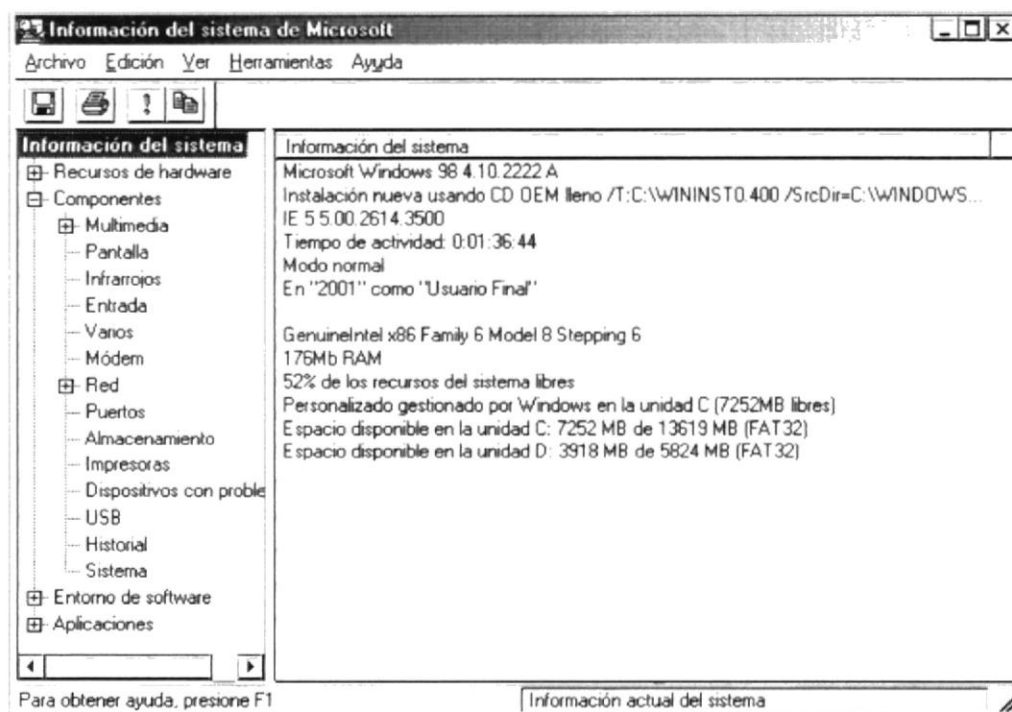 Información del sistema de Microsoft
Archivo Edición Ver Herramientas Ayuda
Información del sistema
Recursos de hardware
Componentes
Multimedia
Pantalla
Infrarrojos
Entrada
Varios
Módem
Red
Puertos
Almacenamiento
Impresoras
Dispositivos con proble
USB
Historial
Sistema
Entorno de software
Aplicaciones
Información del sistema
Microsoft Windows 98 4.10.2222 A
Instalación nueva usando CD OEM lleno /T:C:\WININST0.400 /SrcDir=C:\WINDOWS...
IE 5 5.00.2614.3500
Tiempo de actividad: 0:01:36:44
Modo normal
En "2001" como "Usuario Final"
GenuineIntel x86 Family 6 Model 8 Stepping 6
176Mb RAM
52% de los recursos del sistema libres
Personalizado gestionado por Windows en la unidad C (7252MB libres)
Espacio disponible en la unidad C: 7252 MB de 13619 MB (FAT32)
Espacio disponible en la unidad D: 3918 MB de 5824 MB (FAT32)
Para obtener ayuda, presione F1
Información actual del sistema